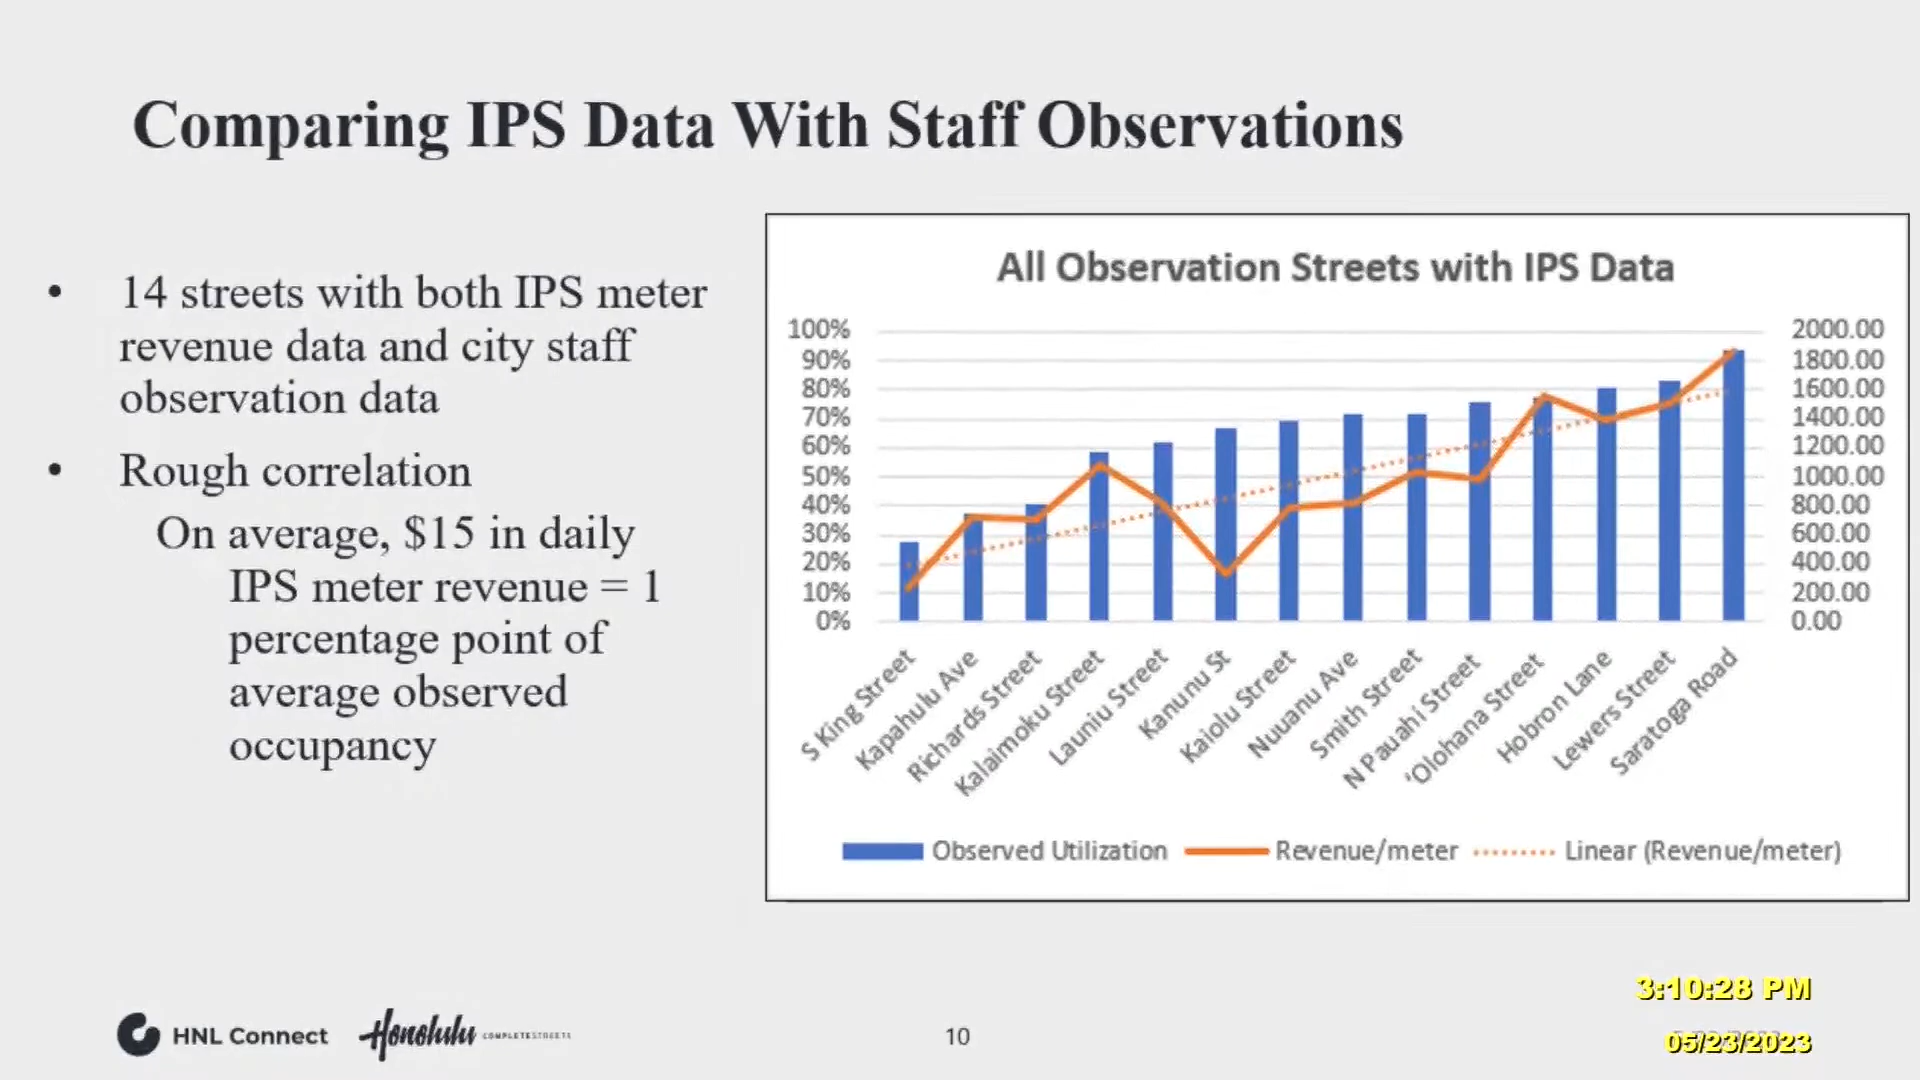 Comparing IPS Data With Staff Observations
• 14 streets with both IPS meter
revenue data and city staff
observation data
• Rough correlation
On average, $15 in daily
IPS meter revenue = 1
percentage point of
average observed
occupancy
All Observation Streets with IPS Data
100%
90%
80%
70%
60%
50%
40%
30%
20%
10%
0%
2000.00
1800.00
1600.00
1400.00
1200.00
1000.00
800.00
600.00
400.00
200.00
0.00
S King Street
Kapahulu Ave
Richards Street
Kalaimoku Street
Launiu Street
Kanunu St
Kaiolu Street
Nuuanu Ave
Smith Street
N Pauahi Street
'Olohana Street
Hobron Lane
Lewers Street
Saratoga Road
Observed Utilization Revenue/meter Linear (Revenue/meter)
3:10:28 PM
HNL Connect Honolulu COMPLETE STREETS
10
05/23/2023